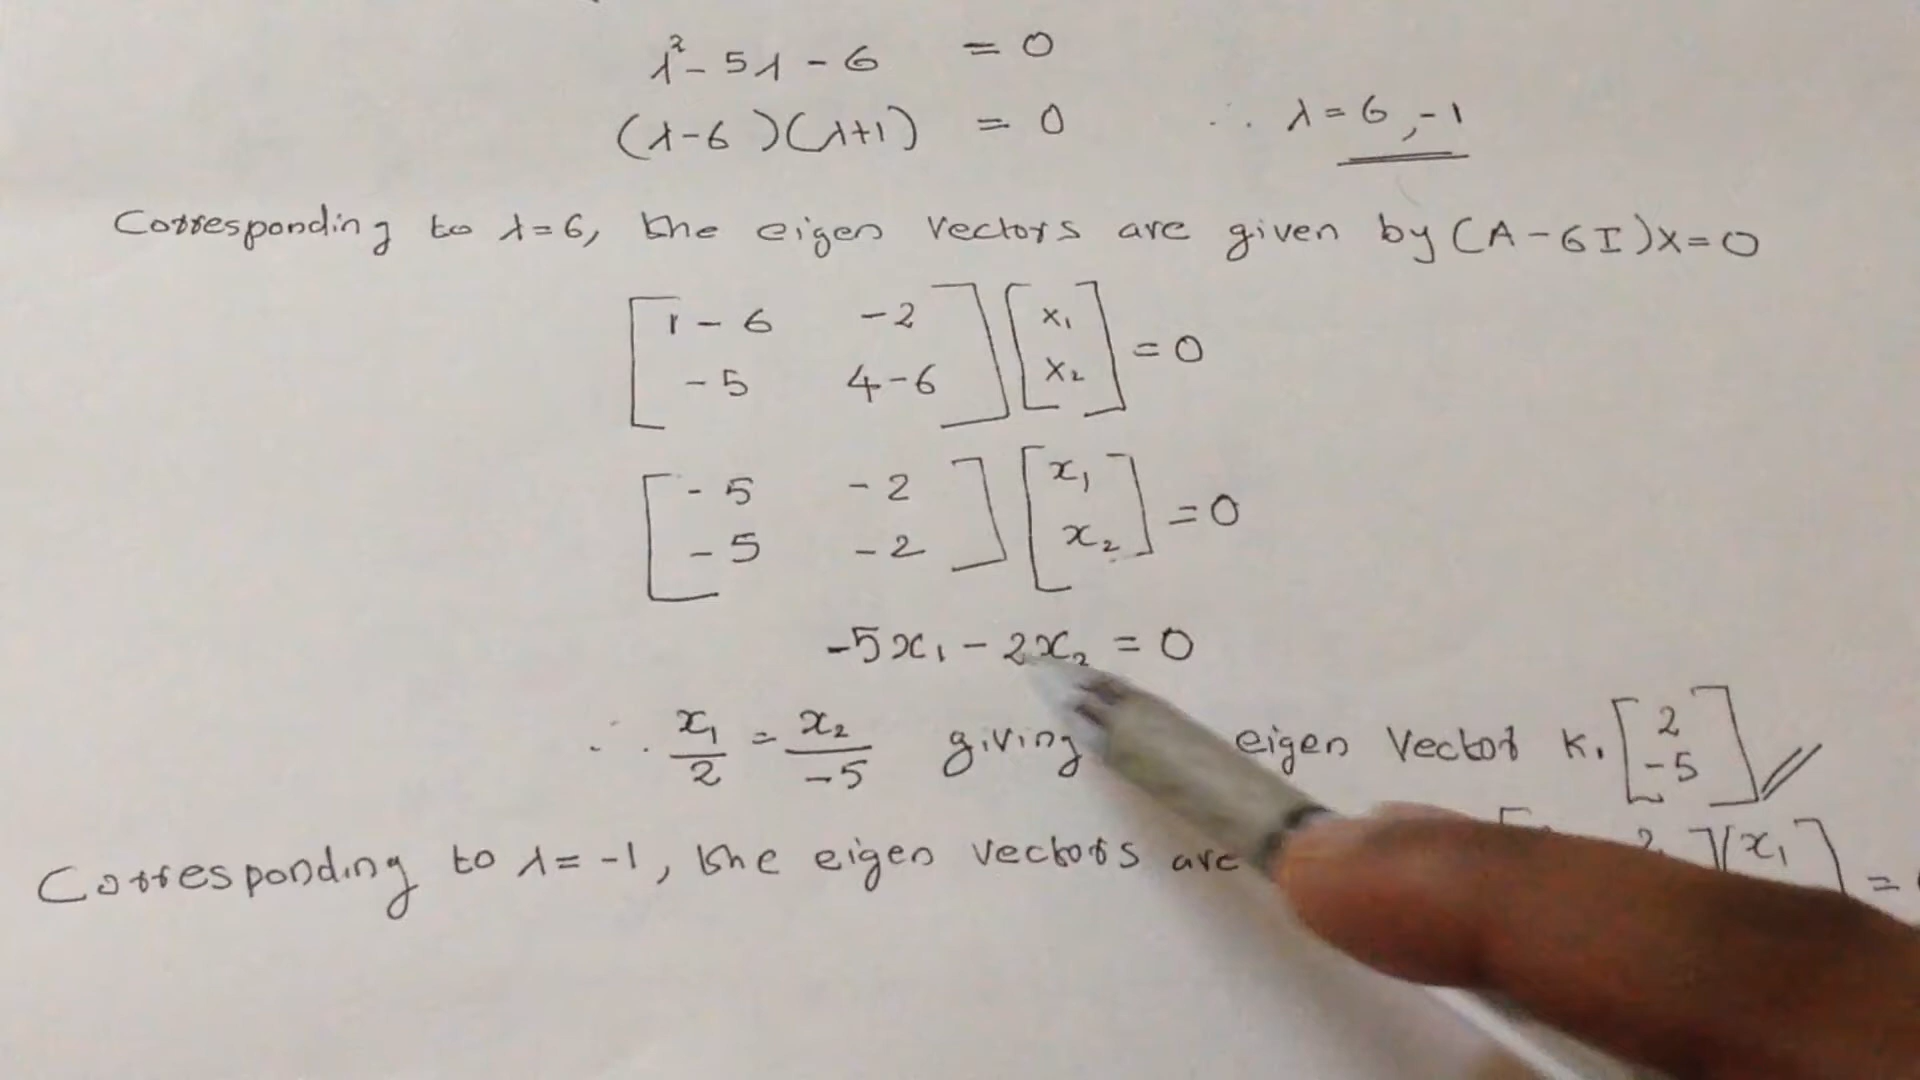 λ² - 5λ - 6 = 0
(λ-6)(λ+1) = 0 ∴ λ = 6, -1
Corresponding to λ=6, the eigen vectors are given by (A-6I)X=0
[1-6 -2] [x₁]
[-5 4-6] [x₂] = 0
[-5 -2] [x₁]
[-5 -2] [x₂] = 0
-5x₁ - 2x₂ = 0
∴ x₁/2 = x₂/-5 giving eigen vector K₁ [2 -5]
Corresponding to λ = -1, the eigen vectors are 2 x₁ =